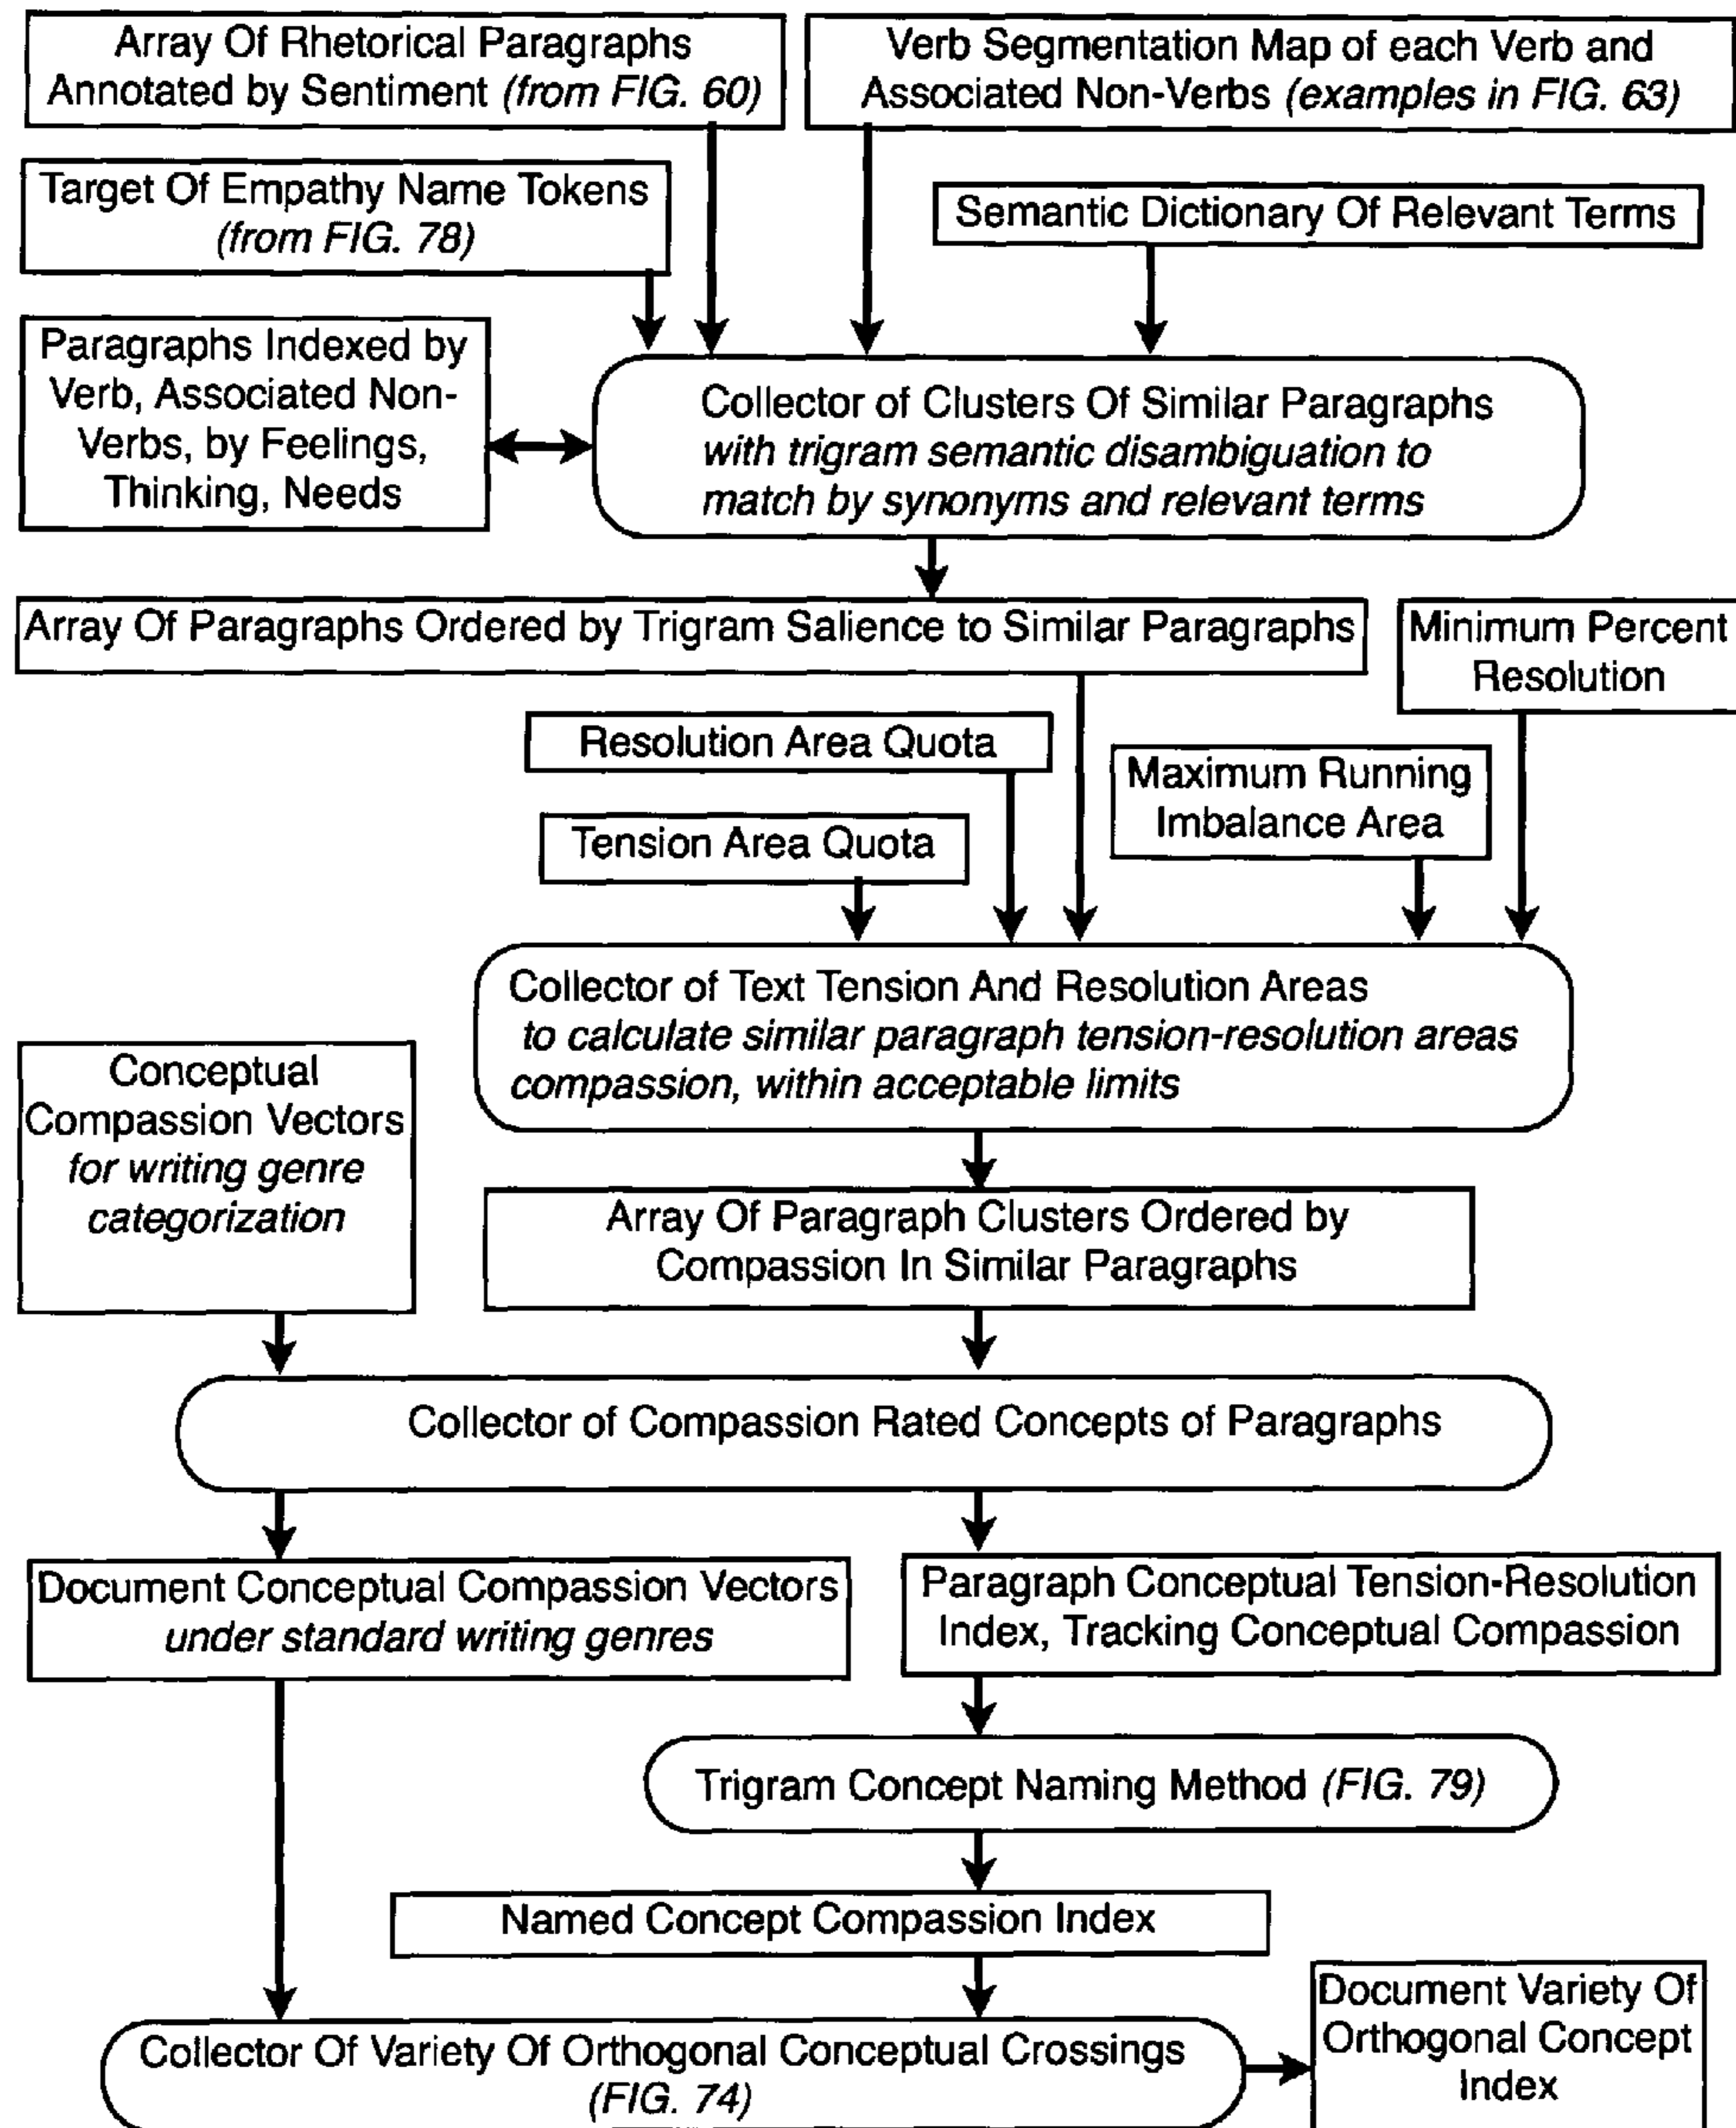 Array Of Rhetorical Paragraphs
Annotated by Sentiment (from FIG. 60)
Verb Segmentation Map of each Verb and
Associated Non-Verbs (examples in FIG. 63)
Target Of Empathy Name Tokens
(from FIG. 78)
Semantic Dictionary Of Relevant Terms
Paragraphs Indexed by
Verb, Associated Non-
Verbs, by Feelings,
Thinking, Needs
Collector of Clusters Of Similar Paragraphs
with trigram semantic disambiguation to
match by synonyms and relevant terms
Array Of Paragraphs Ordered by Trigram Salience to Similar Paragraphs
Minimum Percent
Resolution
Resolution Area Quota
Maximum Running
Imbalance Area
Tension Area Quota
Collector of Text Tension And Resolution Areas
to calculate similar paragraph tension-resolution areas
compassion, within acceptable limits
Conceptual
Compassion Vectors
for writing genre
categorization
Array Of Paragraph Clusters Ordered by
Compassion In Similar Paragraphs
Collector of Compassion Rated Concepts of Paragraphs
Document Conceptual Compassion Vectors
under standard writing genres
Paragraph Conceptual Tension-Resolution
Index, Tracking Conceptual Compassion
Trigram Concept Naming Method (FIG. 79)
Named Concept Compassion Index
Collector Of Variety Of Orthogonal Conceptual Crossings
(FIG. 74)
Document Variety Of
Orthogonal Concept
Index